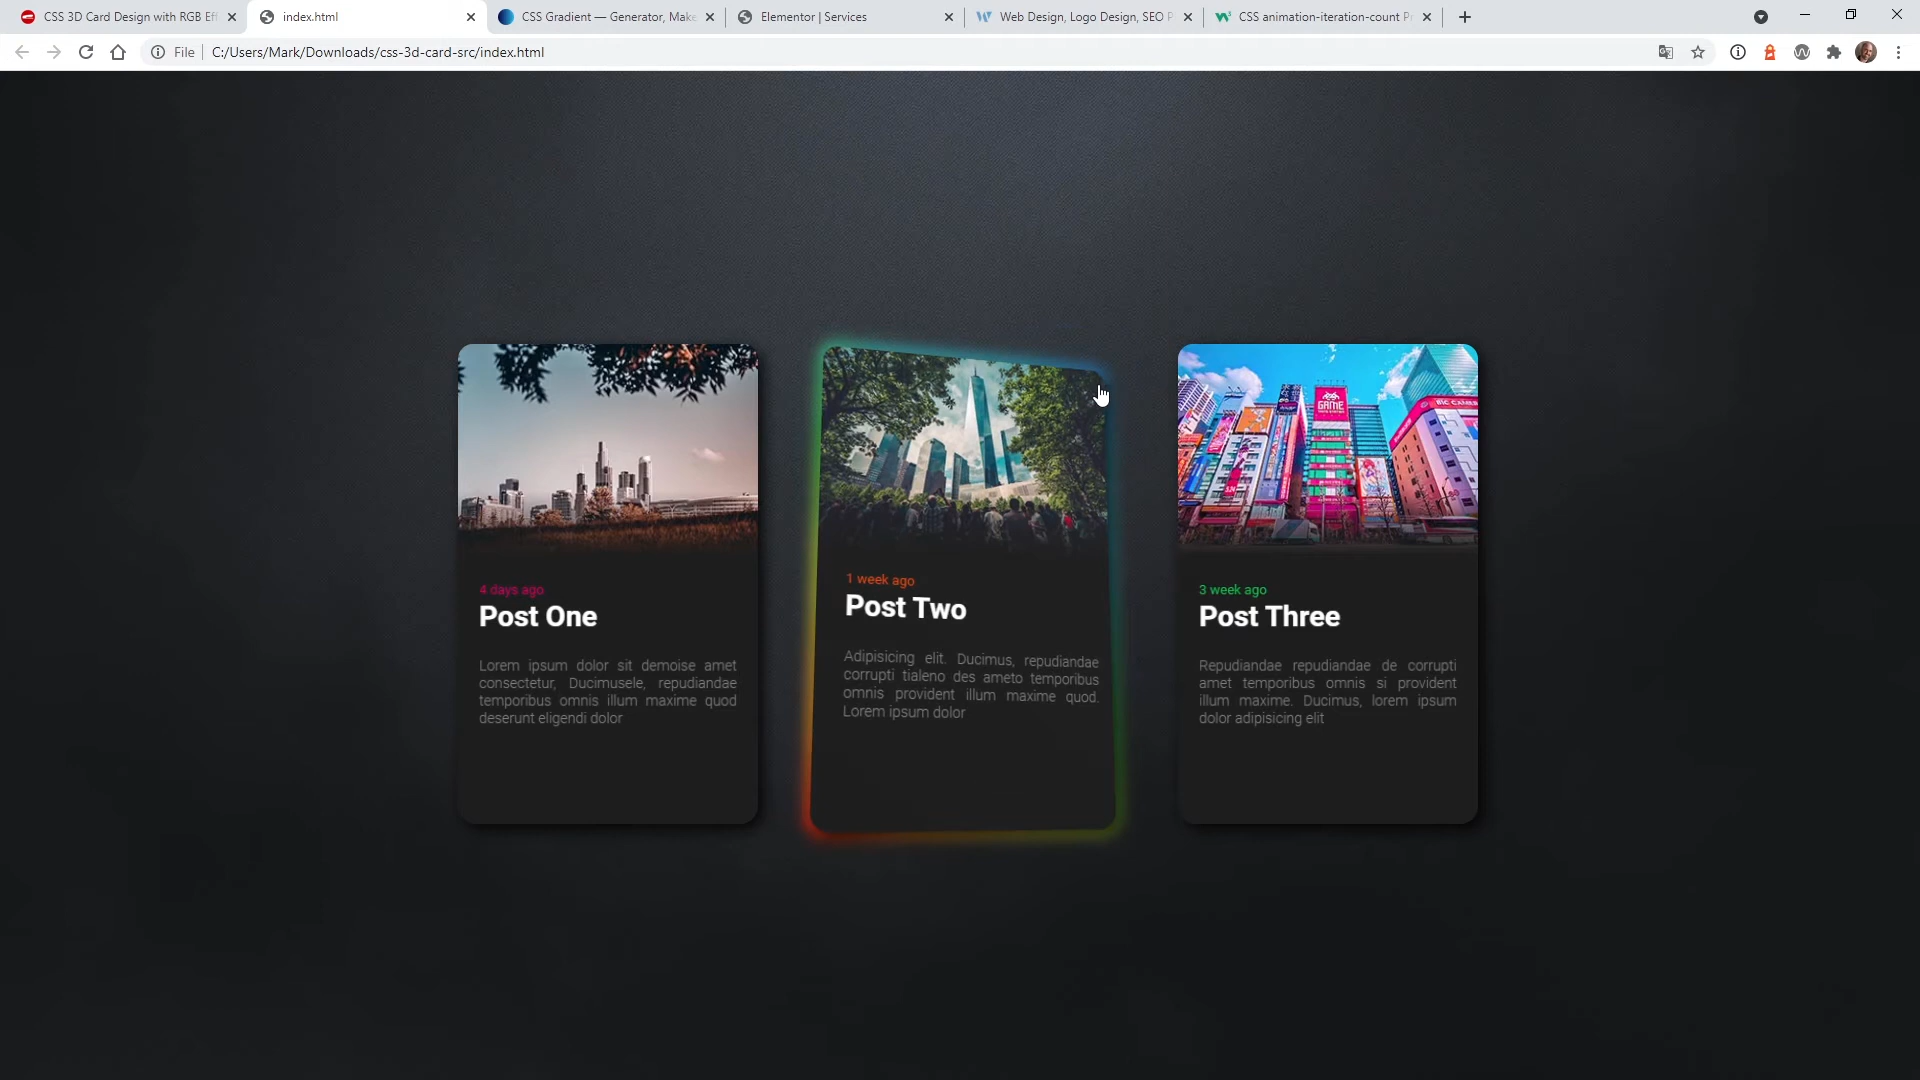 CSS 3D Card Design with RGB Eff
index.html
CSS Gradient — Generator, Make
Elementor | Services
Web Design, Logo Design, SEO P
CSS animation-iteration-count P
File
C:/Users/Mark/Downloads/css-3d-card-src/index.html
GAME
4 days ago
Post One
Lorem ipsum dolor sit demoise amet
consectetur, Ducimusele, repudiandae
temporibus omnis illum maxime quod
deserunt eligendi dolor
1 week ago
Post Two
Adipisicing elit. Ducimus, repudiandae
corrupti tialeno des ameto temporibus
omnis provident illum maxime quod.
Lorem ipsum dolor
BIC CAMERA
3 week ago
Post Three
Repudiandae repudiandae de corrupti
amet temporibus omnis si provident
illum maxime. Ducimus, lorem ipsum
dolor adipisicing elit